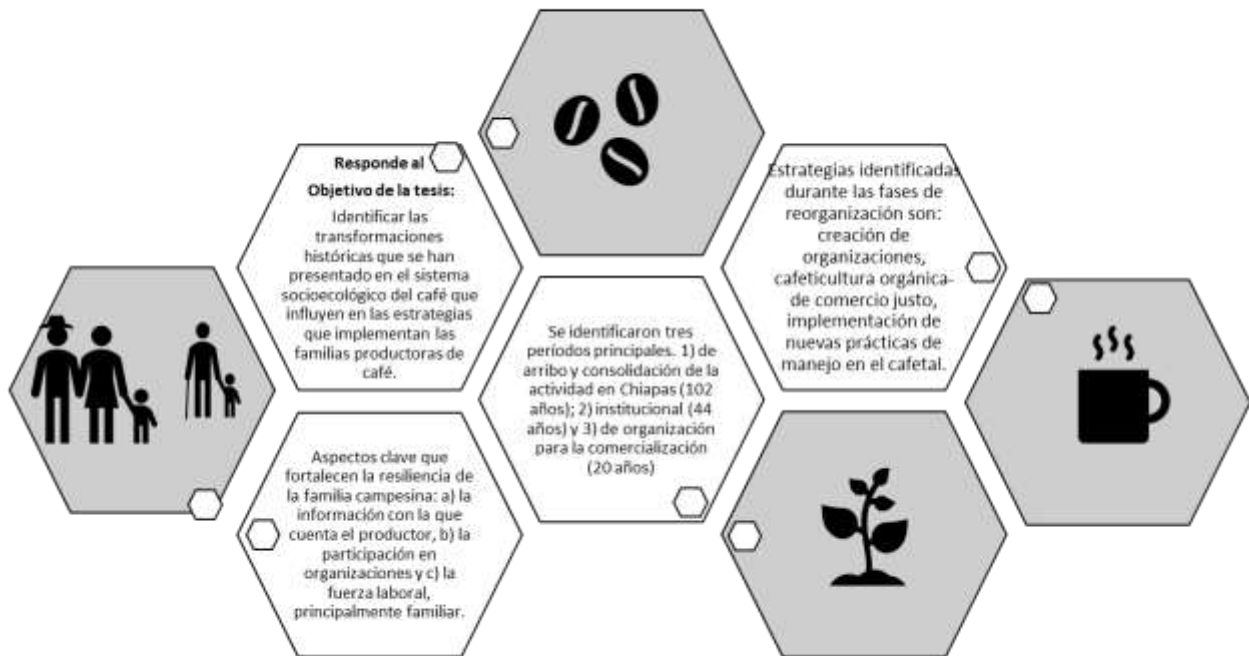 Responde al
Objetivo de la tesis:
Identificar las
transformaciones
históricas que se han
presentado en el sistema
socioecológico del café que
influyen en las estrategias
que implementan las
familias productoras de
café.
Aspectos clave que
fortalecen la resiliencia de
la familia campesina: a) la
información con la que
cuenta el productor, b) la
participación en
organizaciones y c) la
fuerza laboral,
principalmente familiar.
Se identificaron tres
períodos principales. 1) de
arribo y consolidación de la
actividad en Chiapas (102
años); 2) institucional (44
años) y 3) de organización
para la comercialización
(20 años)
Estrategias identificadas
durante las fases de
reorganización son:
creación de
organizaciones,
cafeticultura orgánica-
de comercio justo,
implementación de
nuevas prácticas de
manejo en el cafetal.